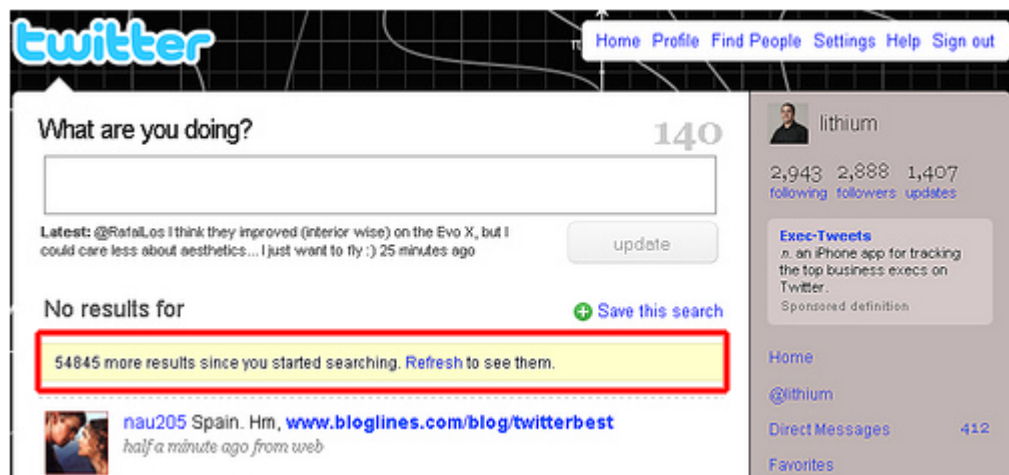 twitter
Home Profile Find People Settings Help Sign out
What are you doing?
140
Latest: @RafalLos I think they improved (interior wise) on the Evo X, but I
could care less about aesthetics... I just want to fly :) 25 minutes ago
update
No results for
Save this search
54845 more results since you started searching. Refresh to see them.
nau205 Spain. Hm, www.bloglines.com/blog/twitterbest
half a minute ago from web
lithium
2,943 2,888 1,407
following followers updates
Exec-Tweets
n. an iPhone app for tracking
the top business execs on
Twitter.
Sponsored definition
Home
@lithium
Direct Messages 412
Favorites